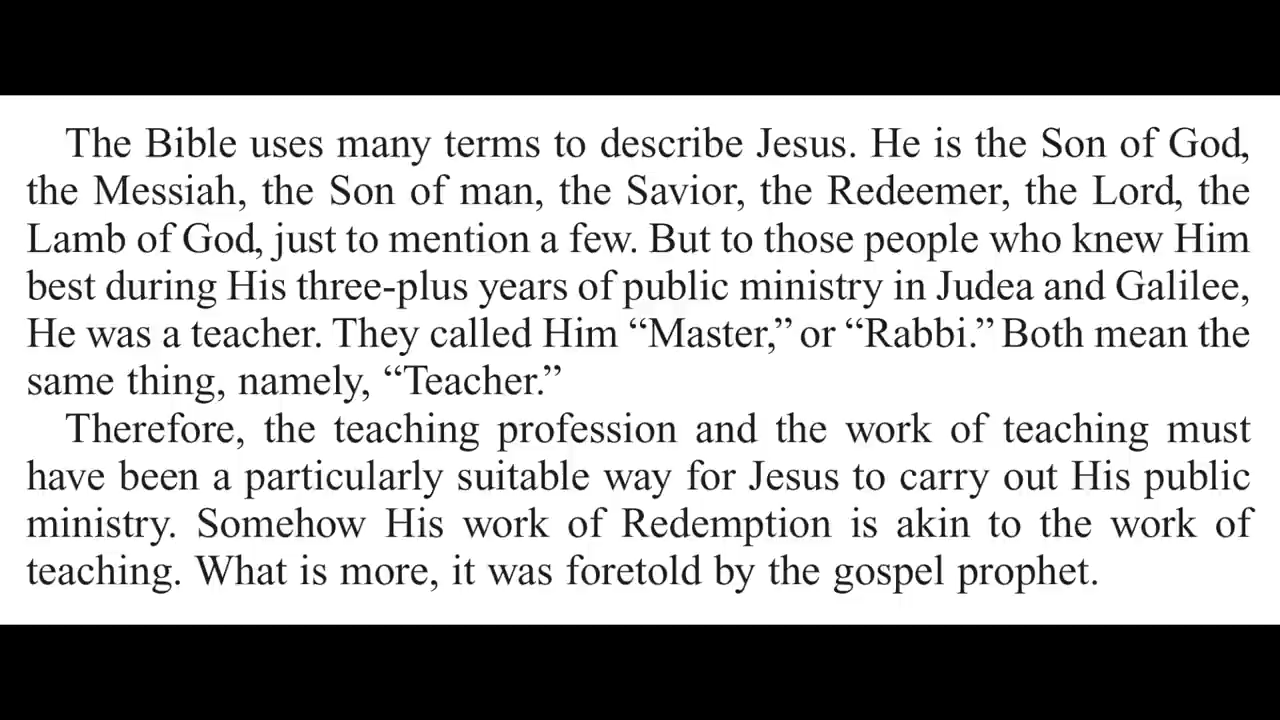 The Bible uses many terms to describe Jesus. He is the Son of God,
the Messiah, the Son of man, the Savior, the Redeemer, the Lord, the
Lamb of God, just to mention a few. But to those people who knew Him
best during His three-plus years of public ministry in Judea and Galilee,
He was a teacher. They called Him “Master,” or “Rabbi.” Both mean the
same thing, namely, “Teacher.”
Therefore, the teaching profession and the work of teaching must
have been a particularly suitable way for Jesus to carry out His public
ministry. Somehow His work of Redemption is akin to the work of
teaching. What is more, it was foretold by the gospel prophet.